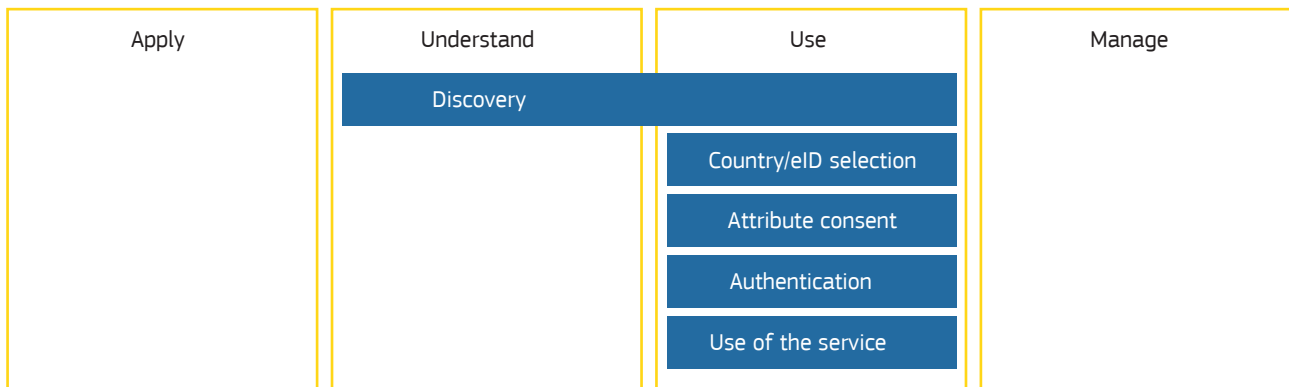 Apply
Understand
Use
Manage
Discovery
Country/eID selection
Attribute consent
Authentication
Use of the service